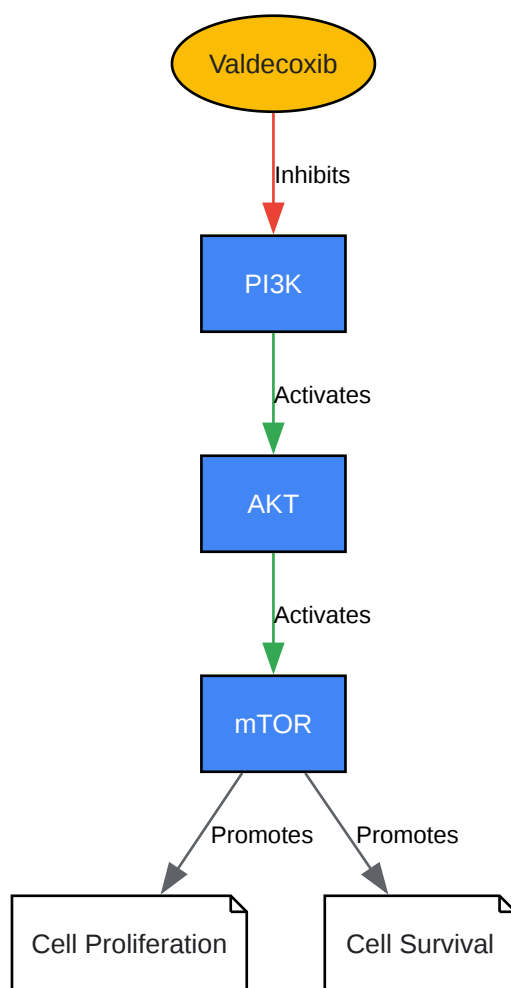 Valdecoxib
Inhibits
PI3K
Activates
AKT
Activates
mTOR
Promotes
Promotes
Cell Proliferation
Cell Survival